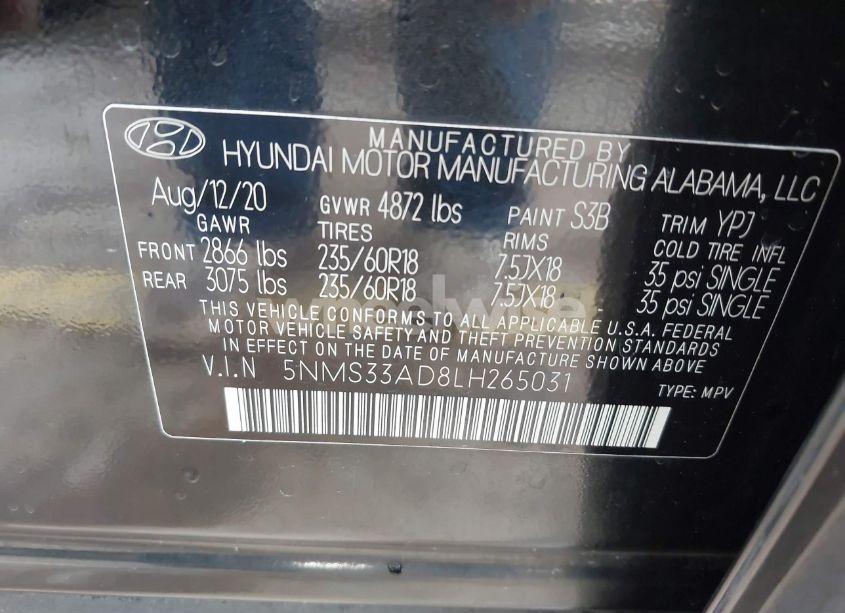 MANUFACTURED BY
HYUNDAI MOTOR MANUFACTURING ALABAMA, LLC
Aug/12/20 GVWR 4872 lbs PAINT S3B TRIM YPJ
GAWR TIRES RIMS COLD TIRE INFL
FRONT 2866 lbs 235/60R18 7.5JX18 35 psi SINGLE
REAR 3075 lbs 235/60R18 7.5JX18 35 psi SINGLE
THIS VEHICLE CONFORMS TO ALL APPLICABLE U.S.A. FEDERAL
MOTOR VEHICLE SAFETY AND THEFT PREVENTION STANDARDS
IN EFFECT ON THE DATE OF MANUFACTURE SHOWN ABOVE
V.I.N 5NMS33AD8LH265031 TYPE: MPV